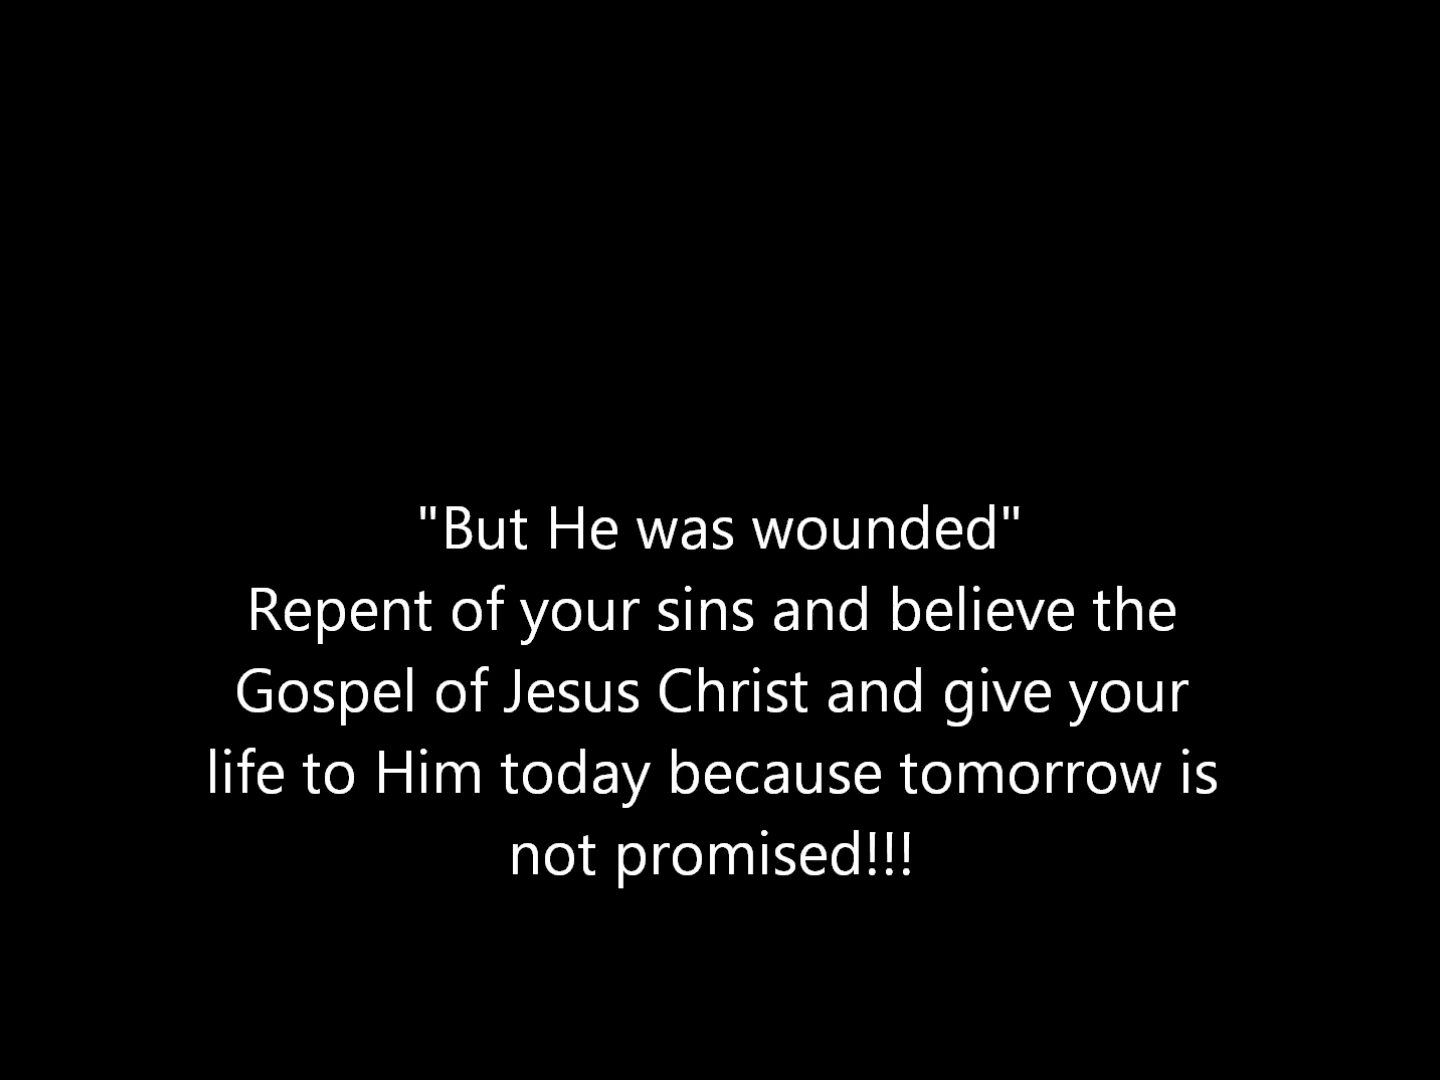 "But He was wounded"
Repent of your sins and believe the
Gospel of Jesus Christ and give your
life to Him today because tomorrow is
not promised!!!